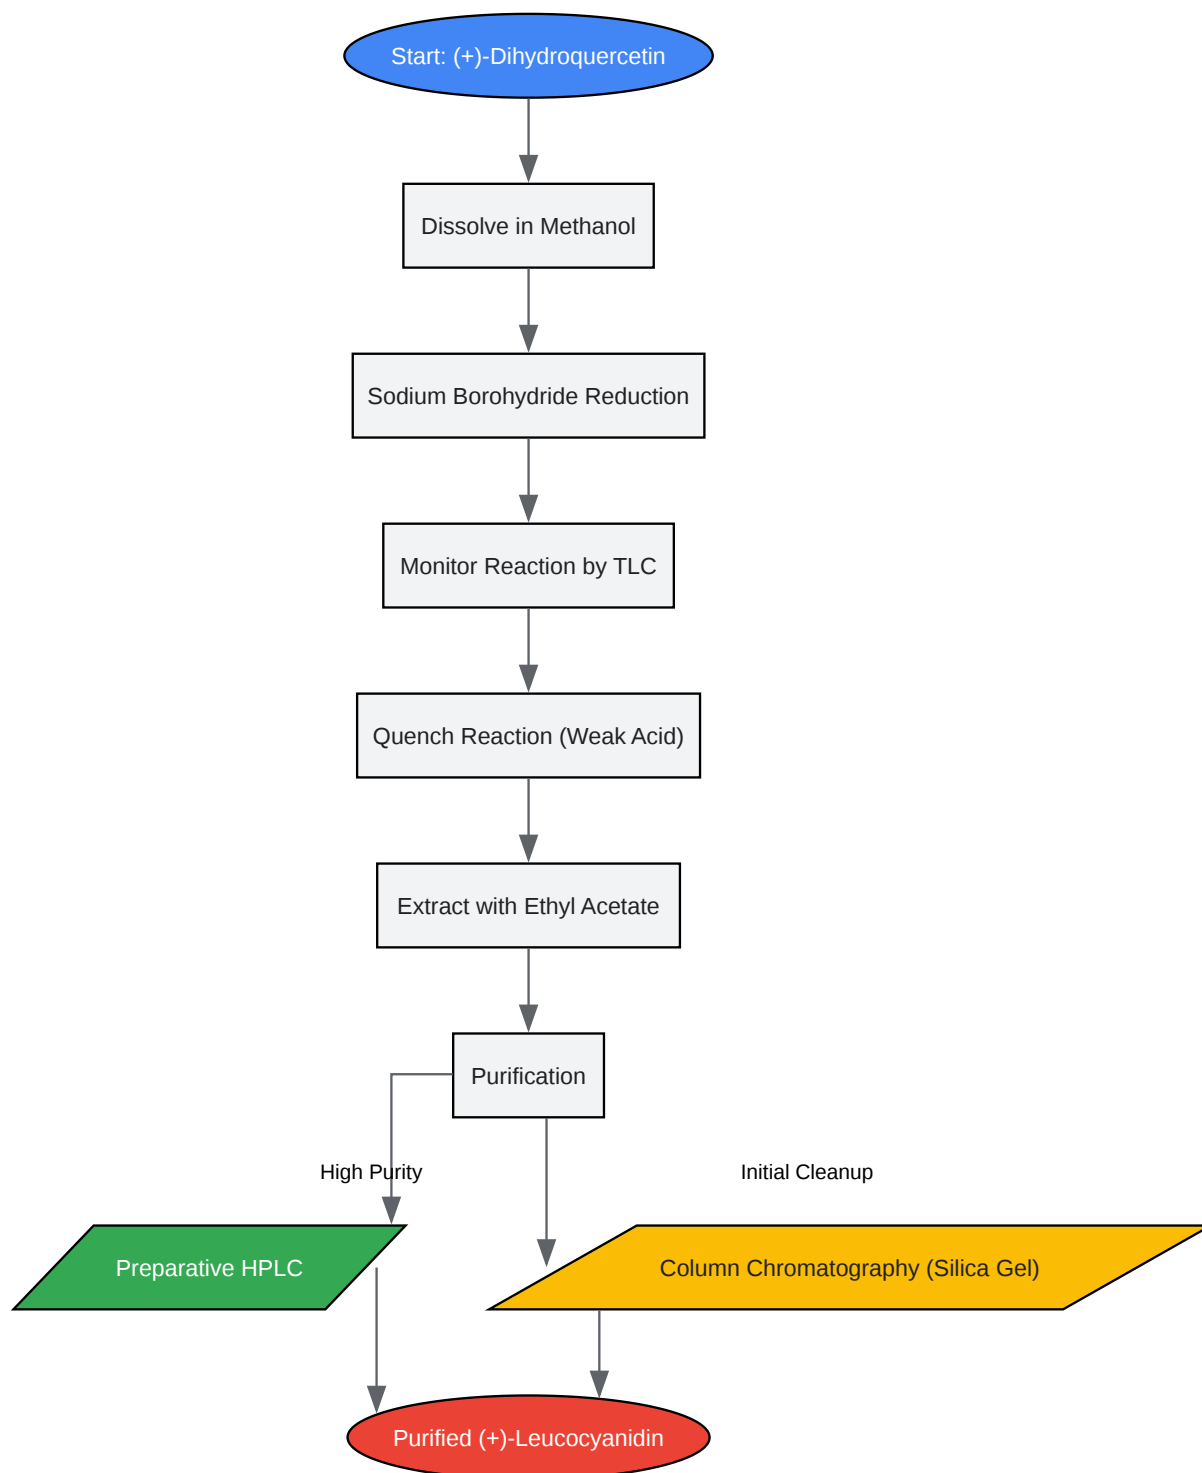 Start: (+)-Dihydroquercetin
Dissolve in Methanol
Sodium Borohydride Reduction
Monitor Reaction by TLC
Quench Reaction (Weak Acid)
Extract with Ethyl Acetate
Purification
High Purity
Initial Cleanup
Preparative HPLC
Column Chromatography (Silica Gel)
Purified (+)-Leucocyanidin